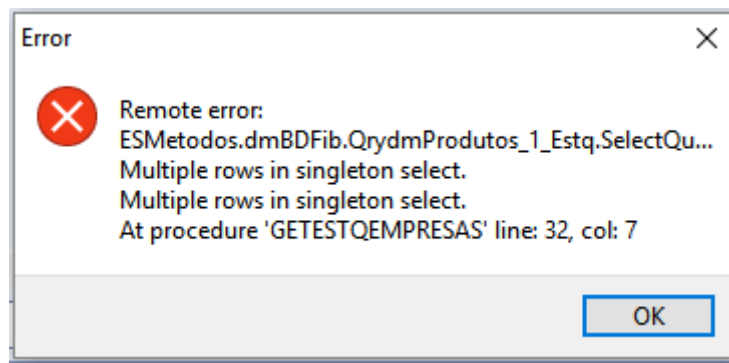 Error
Remote error:
ESMetodos.dmBDFib.QrydmProdutos_1_Estq.SelectQu...
Multiple rows in singleton select.
Multiple rows in singleton select.
At procedure 'GETESTQEMPRESAS' line: 32, col: 7
OK